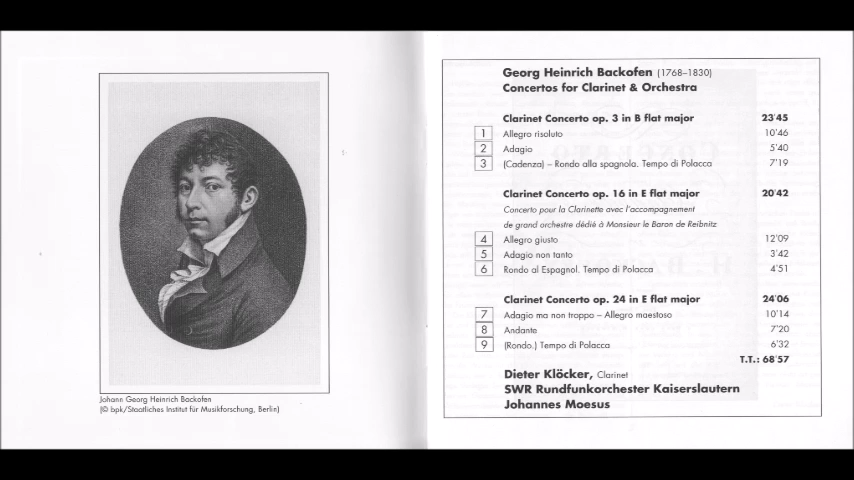 Johann Georg Heinrich Backofen
(© bpk/Staatliches Institut für Musikforschung, Berlin)
Georg Heinrich Backofen (1768–1830)
Concertos for Clarinet & Orchestra
Clarinet Concerto op. 3 in B flat major 23'45
1 Allegro risoluto 10'46
2 Adagio 5'40
3 (Cadenza) – Rondo alla spagnola. Tempo di Polacca 7'19
Clarinet Concerto op. 16 in E flat major 20'42
Concerto pour la Clarinette avec l'accompagnement
de grand orchestre dédié à Monsieur le Baron de Reibnitz
4 Allegro giusto 12'09
5 Adagio non tanto 3'42
6 Rondo al Espagnol. Tempo di Polacca 4'51
Clarinet Concerto op. 24 in E flat major 24'06
7 Adagio ma non troppo – Allegro maestoso 10'14
8 Andante 7'20
9 (Rondo.) Tempo di Polacca 6'32
T.T.: 68'57
Dieter Klöcker, Clarinet
SWR Rundfunkorchester Kaiserslautern
Johannes Moesus